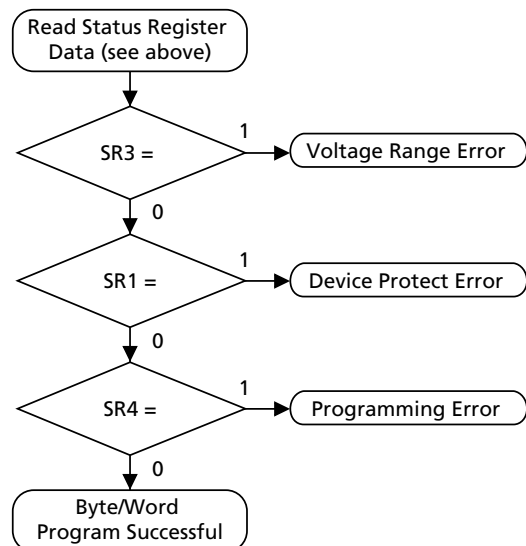 Read Status Register
Data (see above)
1
SR3 =
Voltage Range Error
0
1
SR1 =
Device Protect Error
0
1
SR4 =
Programming Error
0
Byte/Word
Program Successful